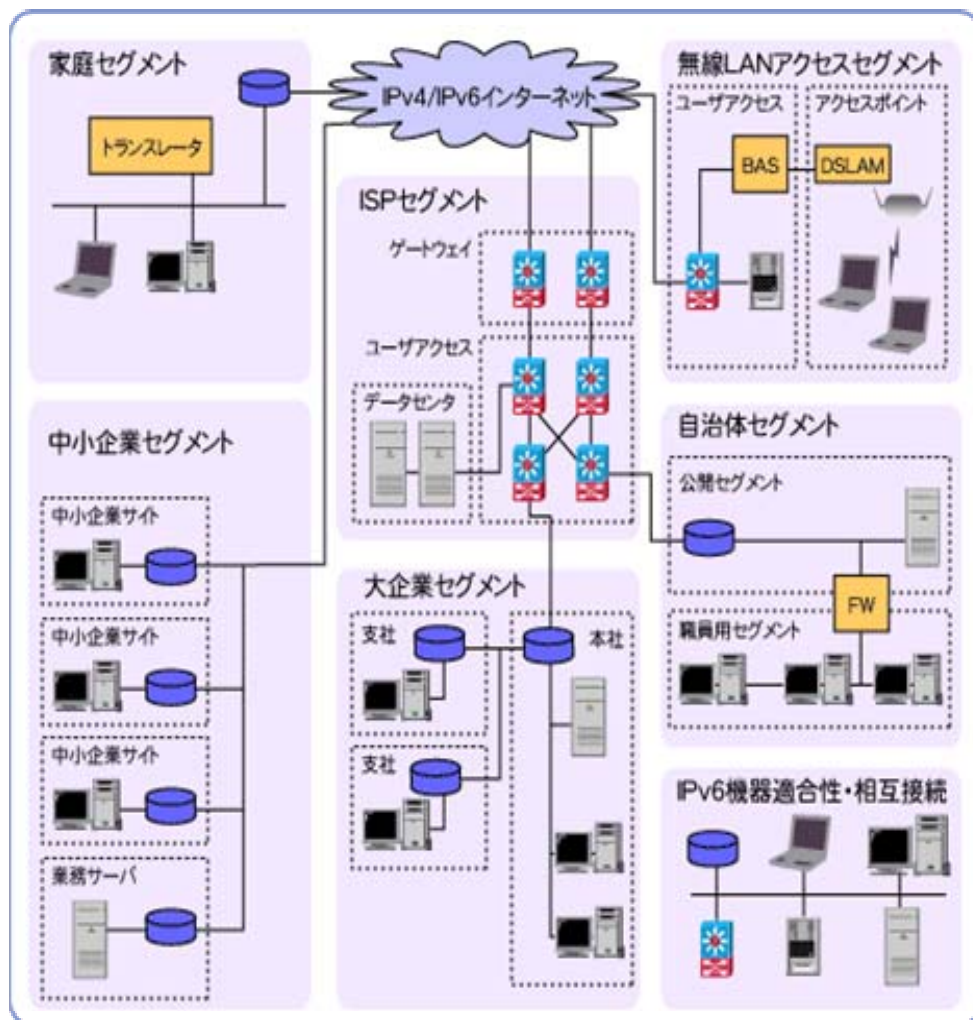 家庭セグメント
トランスレータ
IPv4/IPv6インターネット
無線LANアクセスセグメント
ユーザアクセス
アクセスポイント
BAS
DSLAM
ISPセグメント
ゲートウェイ
ユーザアクセス
データセンタ
中小企業セグメント
中小企業サイト
中小企業サイト
中小企業サイト
業務サーバ
大企業セグメント
支社
本社
支社
自治体セグメント
公開セグメント
FW
職員用セグメント
IPv6機器適合性・相互接続